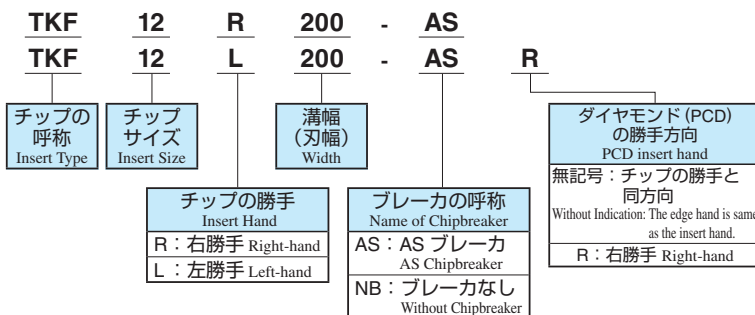 TKF 12 R 200 - AS
TKF 12 L 200 - AS R
チップの
呼称
Insert Type
チップ
サイズ
Insert Size
溝幅
(刃幅)
Width
ダイヤモンド(PCD)
の勝手方向
PCD insert hand
無記号：チップの勝手と
同方向
Without Indication: The edge hand is same
as the insert hand.
R：右勝手 Right-hand
チップの勝手
Insert Hand
R：右勝手 Right-hand
L：左勝手 Left-hand
ブレーカの呼称
Name of Chipbreaker
AS：AS ブレーカ
AS Chipbreaker
NB：ブレーカなし
Without Chipbreaker